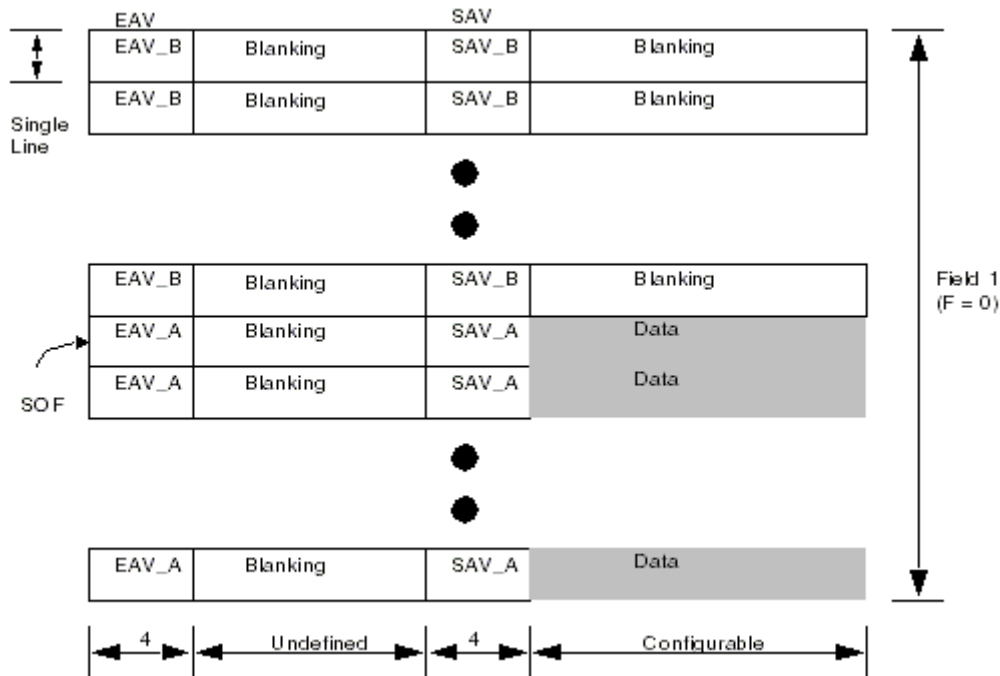 EAV SAV
EAV_B Blanking SAV_B Blanking
EAV_B Blanking SAV_B Blanking
Single
Line
EAV_B Blanking SAV_B Blanking
Field 1
(F = 0)
EAV_A Blanking SAV_A Data
EAV_A Blanking SAV_A Data
SOF
EAV_A Blanking SAV_A Data
4 Undefined 4 Configurable